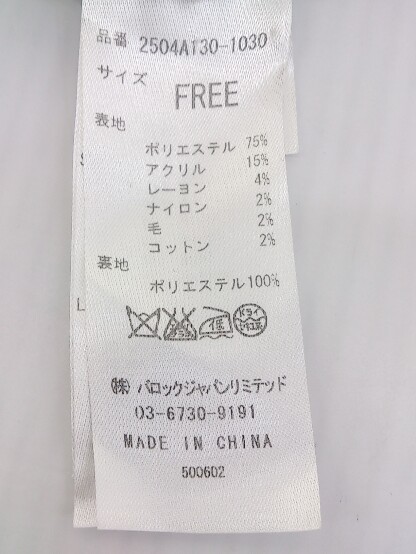 品番 2504A130-1030
サイズ
FREE
表地
ポリエステル 75%
アクリル 15%
レーヨン 4%
ナイロン 2%
毛 2%
コットン 2%
裏地
ポリエステル100%
ドライ
㈱ バロックジャパンリミテッド
03-6730-9191
MADE IN CHINA
500602